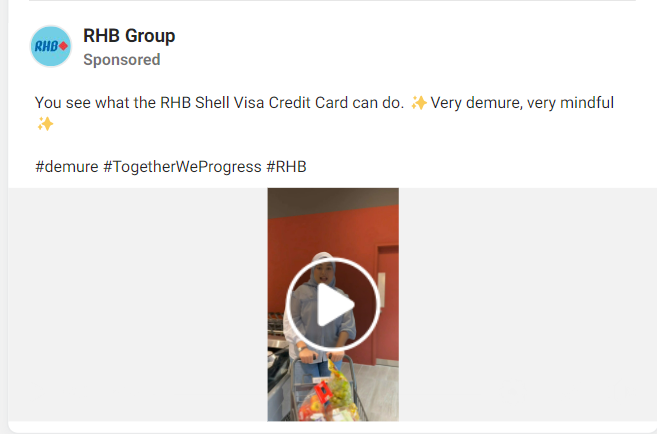 RHB
RHB Group
Sponsored
You see what the RHB Shell Visa Credit Card can do. ✨Very demure, very mindful
✨
#demure #TogetherWeProgress #RHB